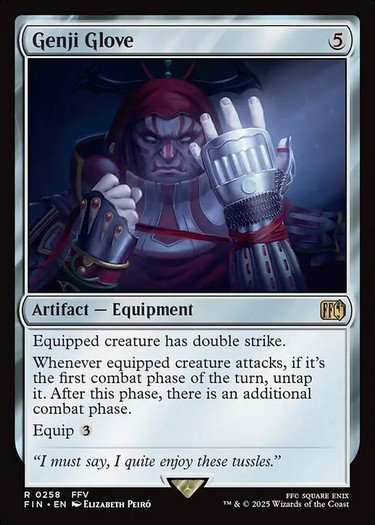 Genji Glove 5
Artifact — Equipment
FF
Equipped creature has double strike.
Whenever equipped creature attacks, if it's
the first combat phase of the turn, untap
it. After this phase, there is an additional
combat phase.
Equip 3
"I must say, I quite enjoy these tussles."
R 0258 FFV
FIN • EN Elizabeth Peiró
FF® SQUARE ENIX
™ & © 2025 Wizards of the Coast